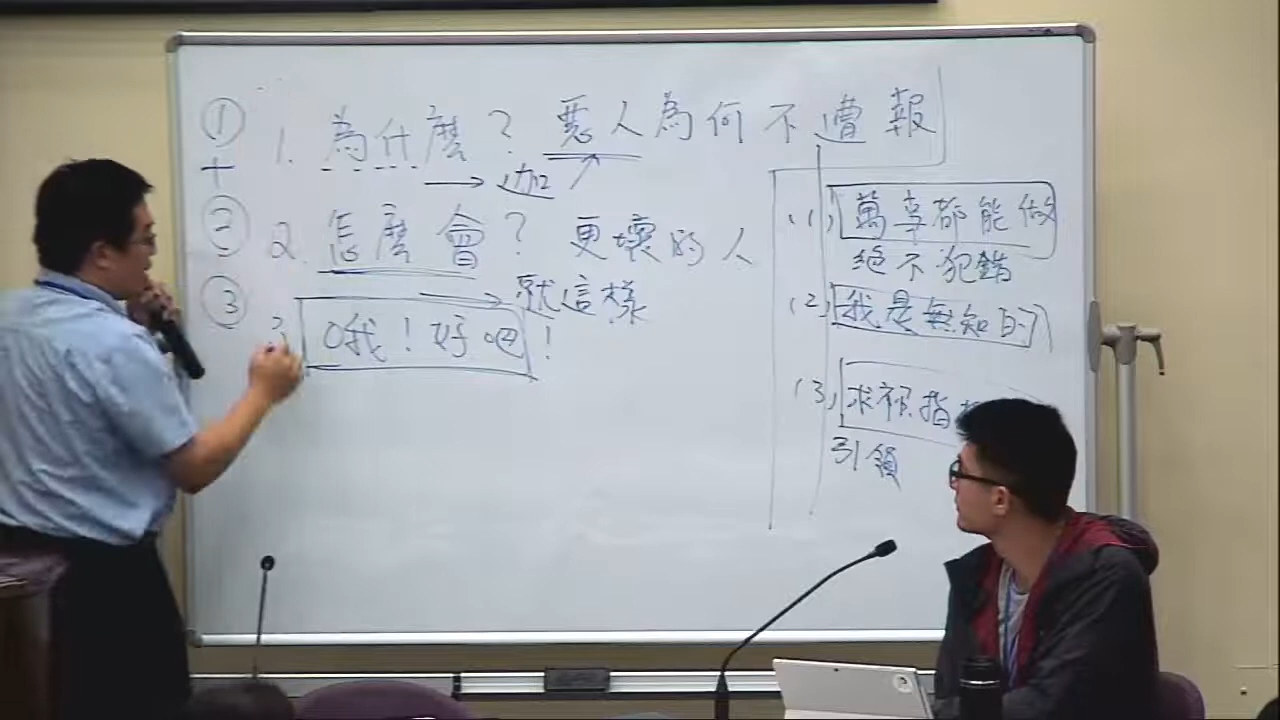 ① 1. 為什麼? 惡人為何不遭報
+ → 迦
② 2. 怎麼會? 更壞的人
→ 就這樣
③ 3. 哦!好吧!
(1) 萬事都能做
絕不犯錯
(2) 我是無知的
(3) 求祢指
引領